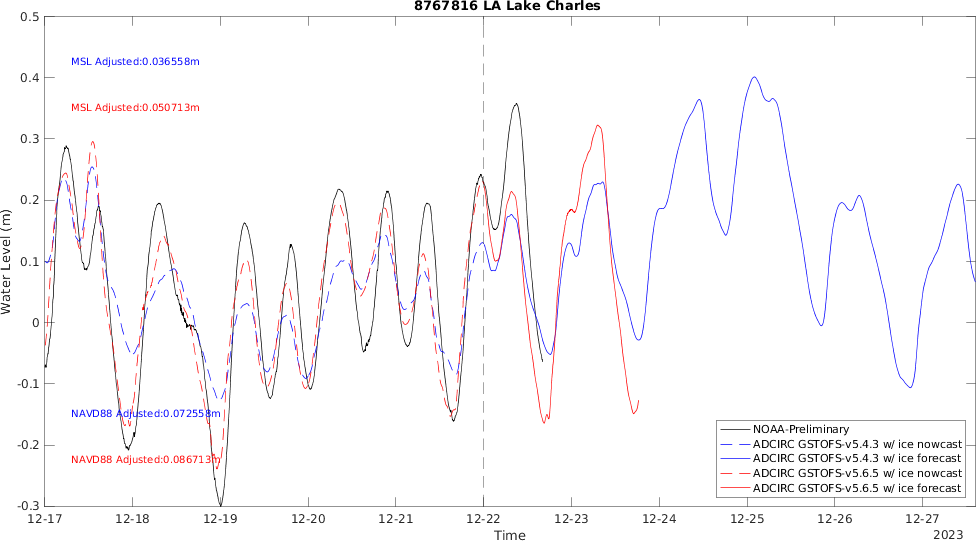 8767816 LA Lake Charles
0.5
0.4
0.3
0.2
0.1
0
-0.1
-0.2
-0.3
Water Level (m)
MSL Adjusted:0.036558m
MSL Adjusted:0.050713m
NAVD88 Adjusted:0.072558m
NAVD88 Adjusted:0.086713m
NOAA-Preliminary
ADCIRC GSTOFS-v5.4.3 w/ ice nowcast
ADCIRC GSTOFS-v5.4.3 w/ ice forecast
ADCIRC GSTOFS-v5.6.5 w/ ice nowcast
ADCIRC GSTOFS-v5.6.5 w/ ice forecast
12-17 12-18 12-19 12-20 12-21 12-22 12-23 12-24 12-25 12-26 12-27
Time
2023